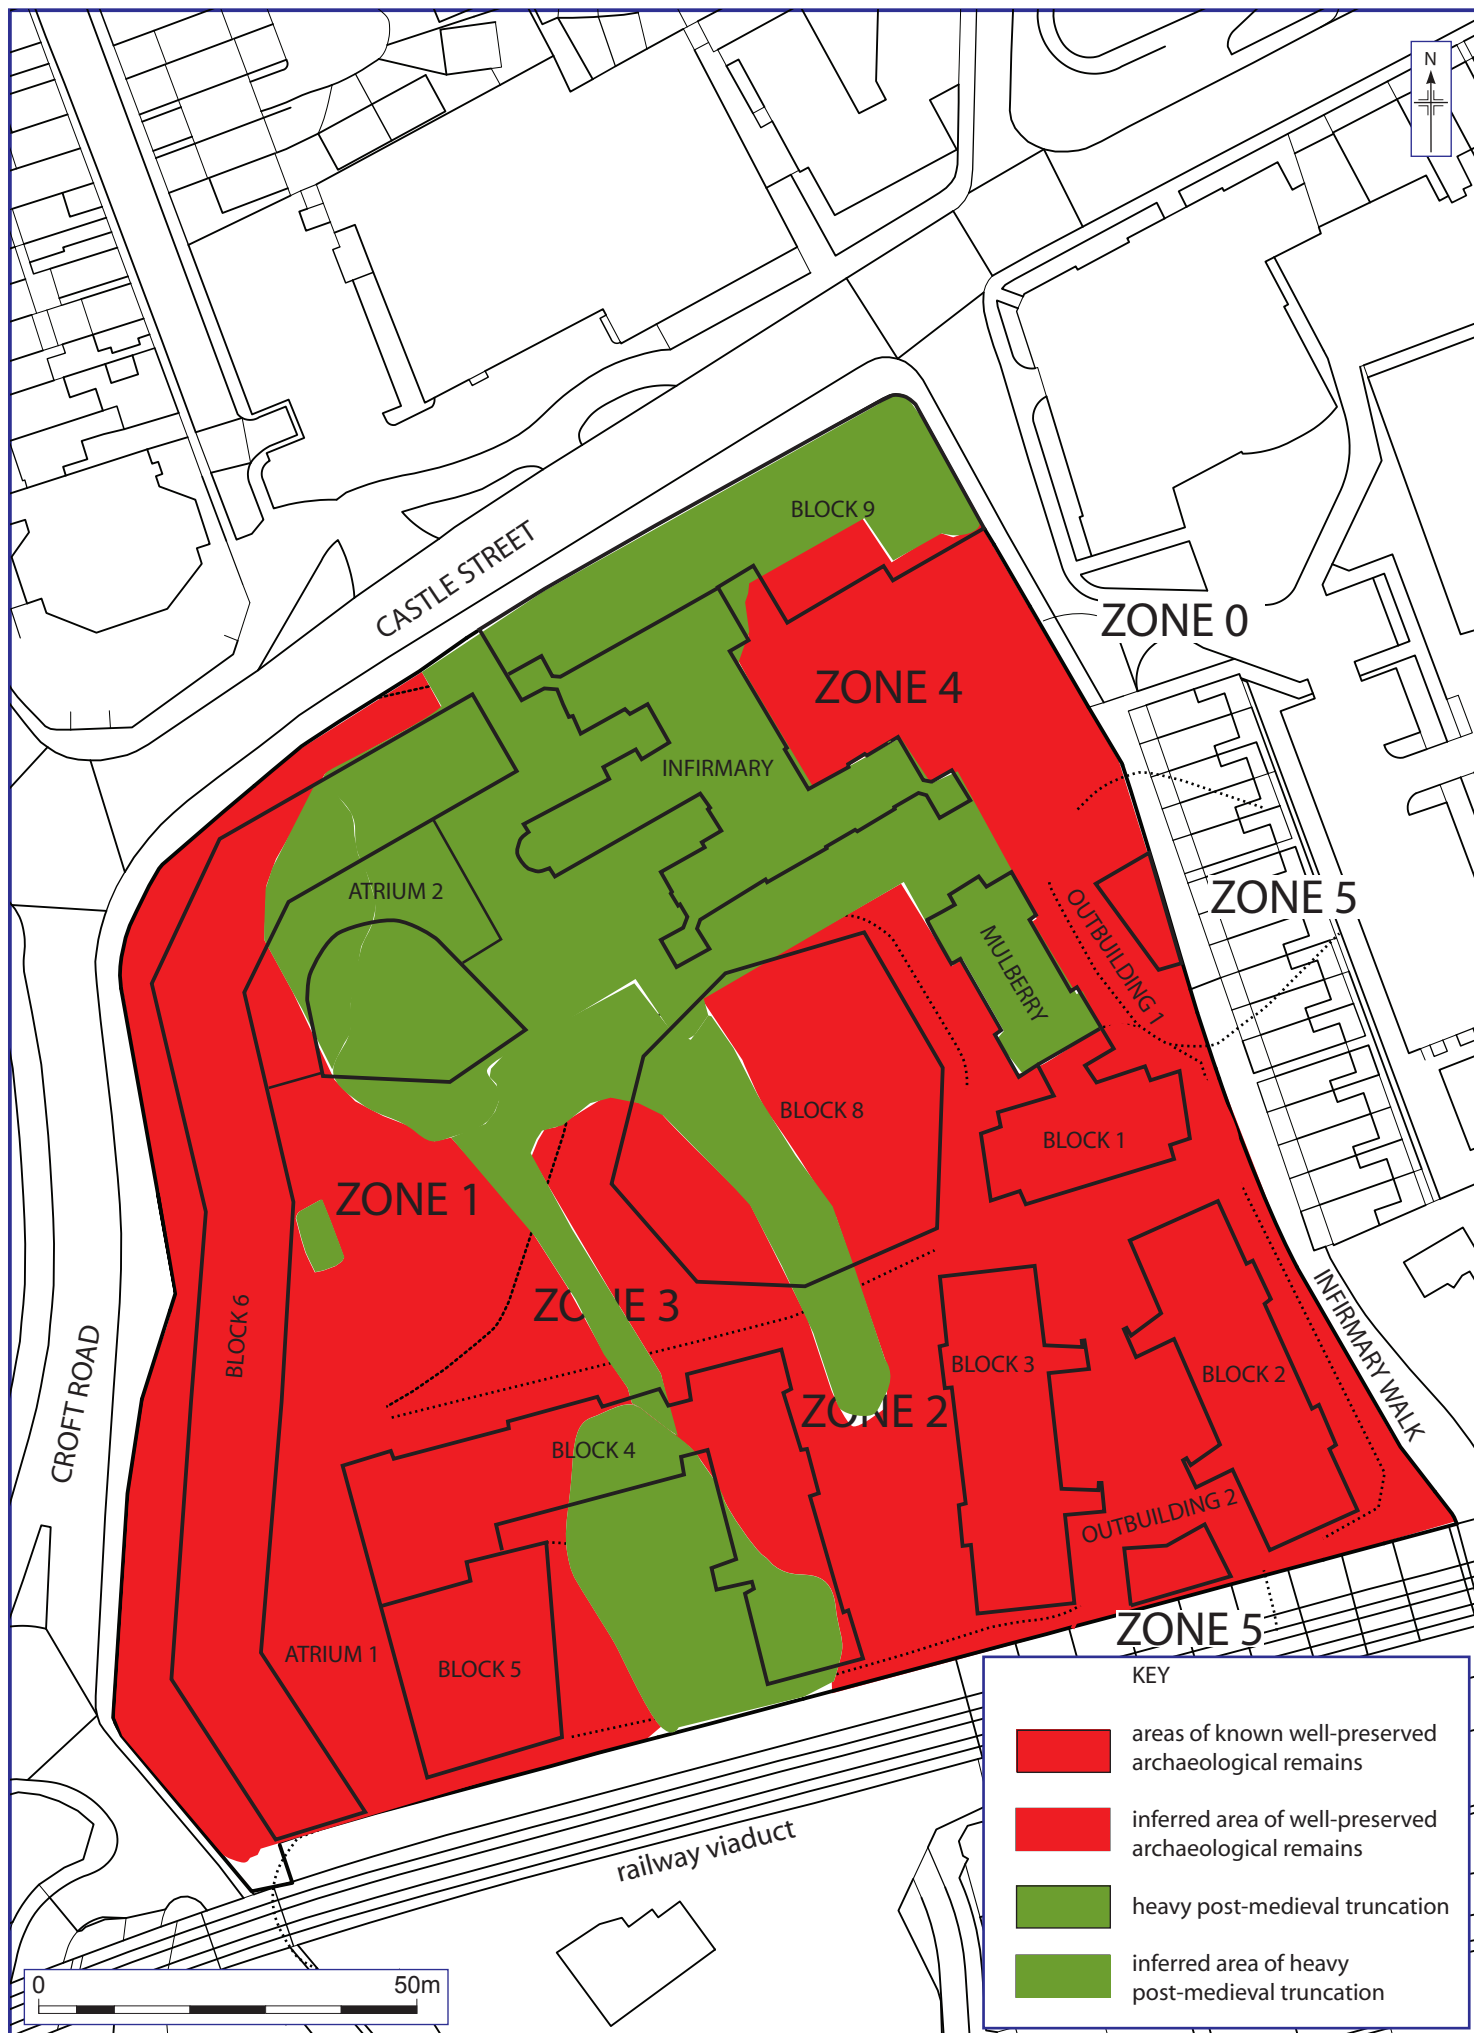 N
BLOCK 9
CASTLE STREET
ZONE 0
ZONE 4
INFIRMARY
ATRIUM 2
ZONE 5
OUTBUILDING 1
MULBERRY
BLOCK 8
BLOCK 1
ZONE 1
ZONE 3
BLOCK 6
INFIRMARY WALK
CROFT ROAD
BLOCK 3
BLOCK 2
ZONE 2
BLOCK 4
OUTBUILDING 2
ATRIUM 1
BLOCK 5
ZONE 5
KEY
areas of known well-preserved
archaeological remains
inferred area of well-preserved
archaeological remains
heavy post-medieval truncation
inferred area of heavy
post-medieval truncation
railway viaduct
0 50m